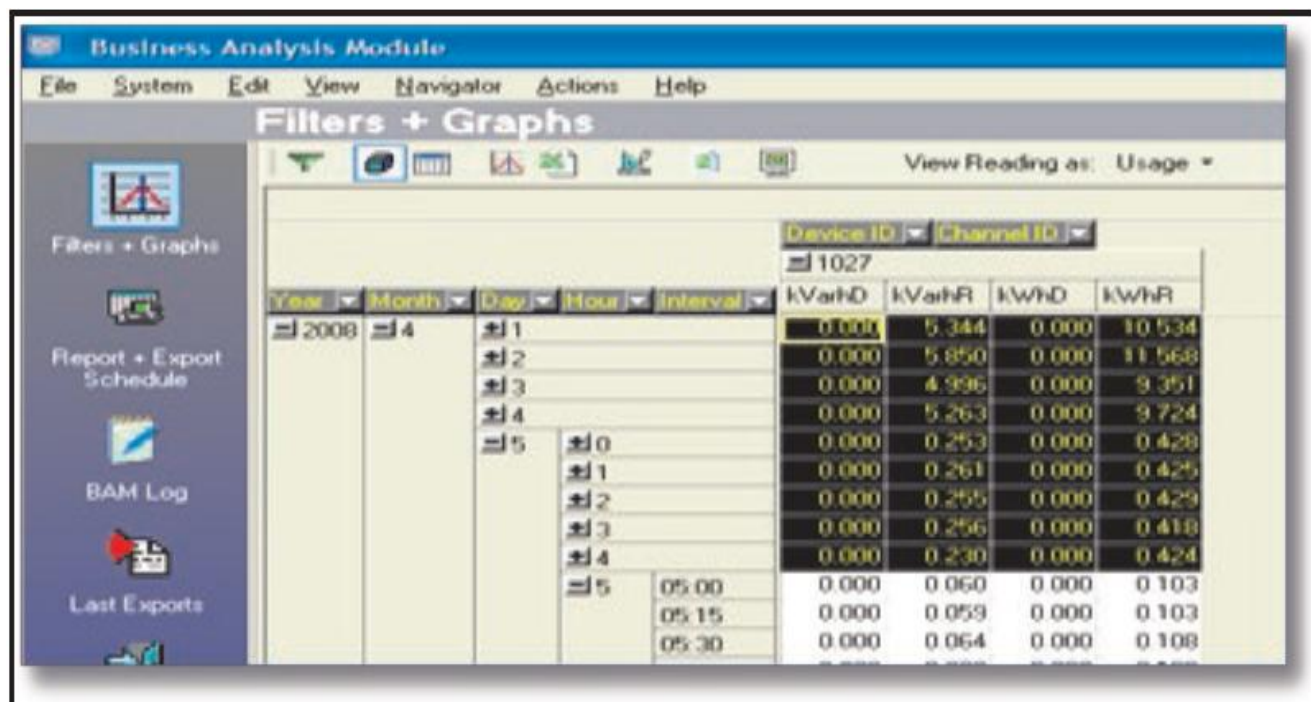 Business Analysis Module
File System Edit View Navigator Actions Help
Filters + Graphs
View Reading as: Usage
Filters + Graphs
Report + Export
Schedule
BAM Log
Last Exports
Device ID Channel ID
1027
Year Month Day Hour Interval kVarhD kVarhR kWhD kWhR
2008 4 1 0.000 5.344 0.000 10.534
2 0.000 5.850 0.000 11.568
3 0.000 4.996 0.000 9.351
4 0.000 5.263 0.000 9.724
5 0 0.000 0.253 0.000 0.428
1 0.000 0.261 0.000 0.425
2 0.000 0.255 0.000 0.429
3 0.000 0.256 0.000 0.418
4 0.000 0.230 0.000 0.424
5 05:00 0.000 0.060 0.000 0.103
05:15 0.000 0.059 0.000 0.103
05:30 0.000 0.064 0.000 0.108